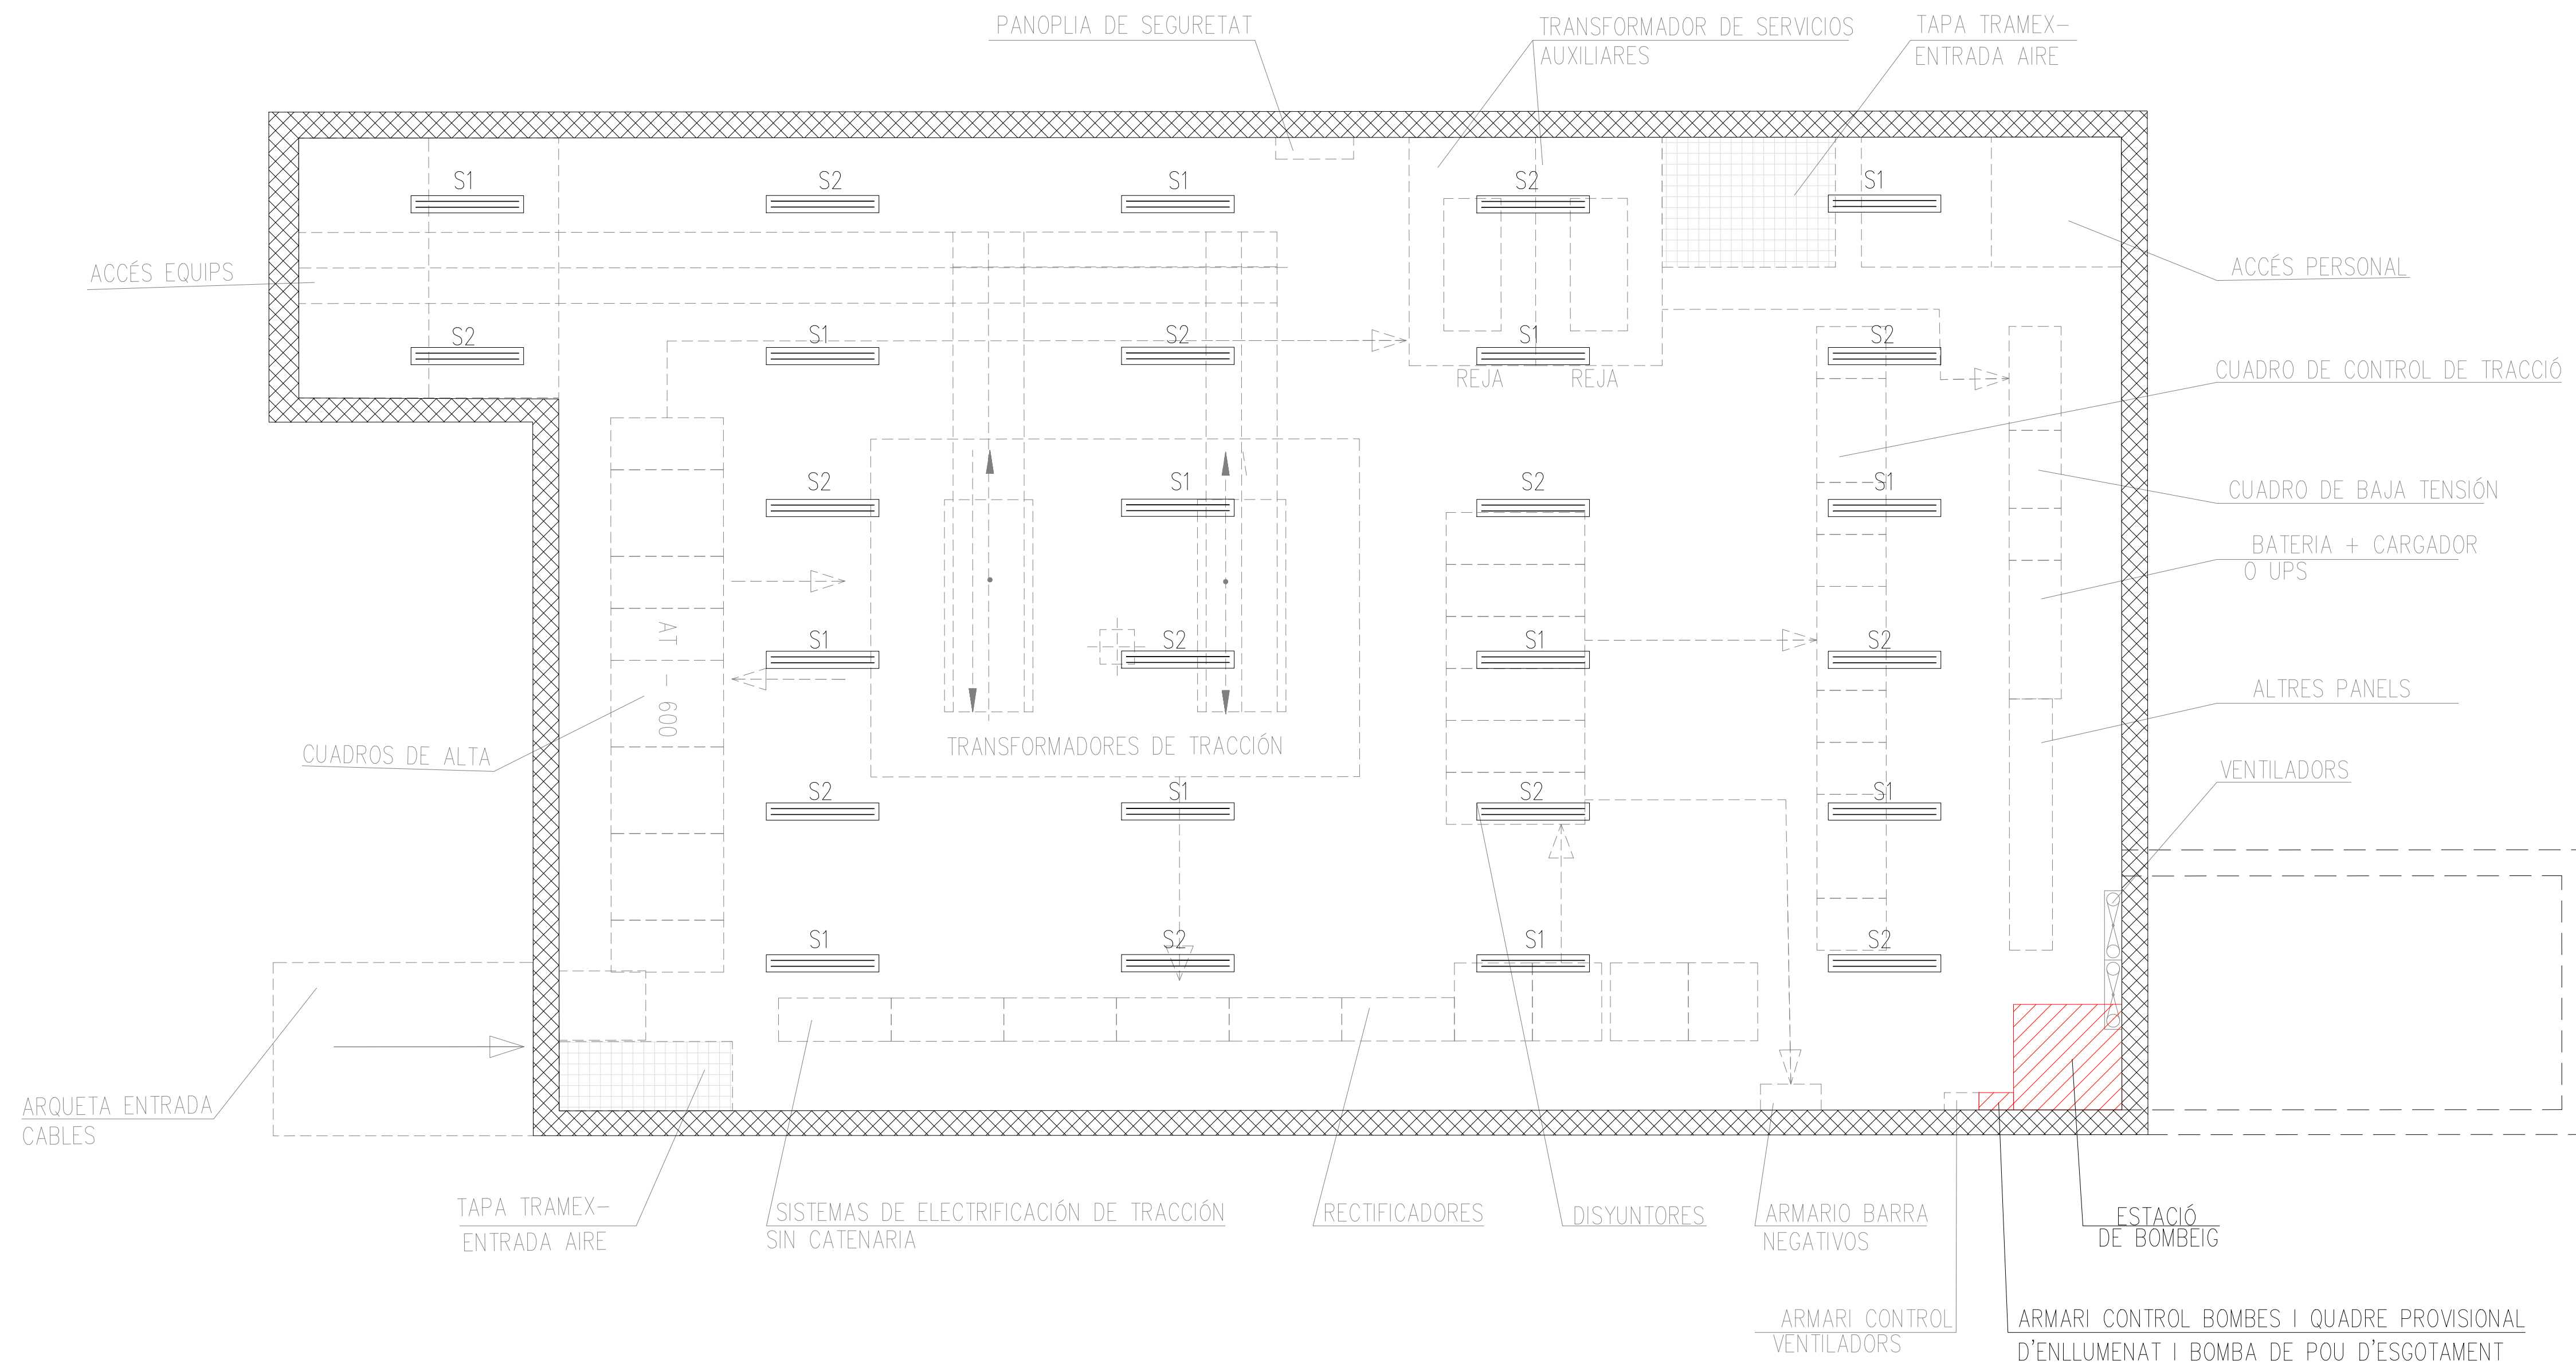 PANOPLIA DE SEGURETAT
TRANSFORMADOR DE SERVICIOS
AUXILIARES
TAPA TRAMEX-
ENTRADA AIRE
S1
S2
S1
S2
S1
ACCÉS EQUIPS
ACCÉS PERSONAL
S2
S1
S2
S1
S2
REJA
REJA
CUADRO DE CONTROL DE TRACCIÓ
S2
S1
S2
S1
CUADRO DE BAJA TENSIÓN
BATERIA + CARGADOR
O UPS
AT - 600
S1
S2
S1
S2
ALTRES PANELS
CUADROS DE ALTA
TRANSFORMADORES DE TRACCIÓN
VENTILADORS
S2
S1
S2
S1
S1
S2
S1
S2
ARQUETA ENTRADA
CABLES
TAPA TRAMEX-
ENTRADA AIRE
SISTEMAS DE ELECTRIFICACIÓN DE TRACCIÓN
SIN CATENARIA
RECTIFICADORES
DISYUNTORES
ARMARIO BARRA
NEGATIVOS
ESTACIÓ
DE BOMBEIG
ARMARI CONTROL
VENTILADORS
ARMARI CONTROL BOMBES I QUADRE PROVISIONAL
D'ENLLUMENAT I BOMBA DE POU D'ESGOTAMENT